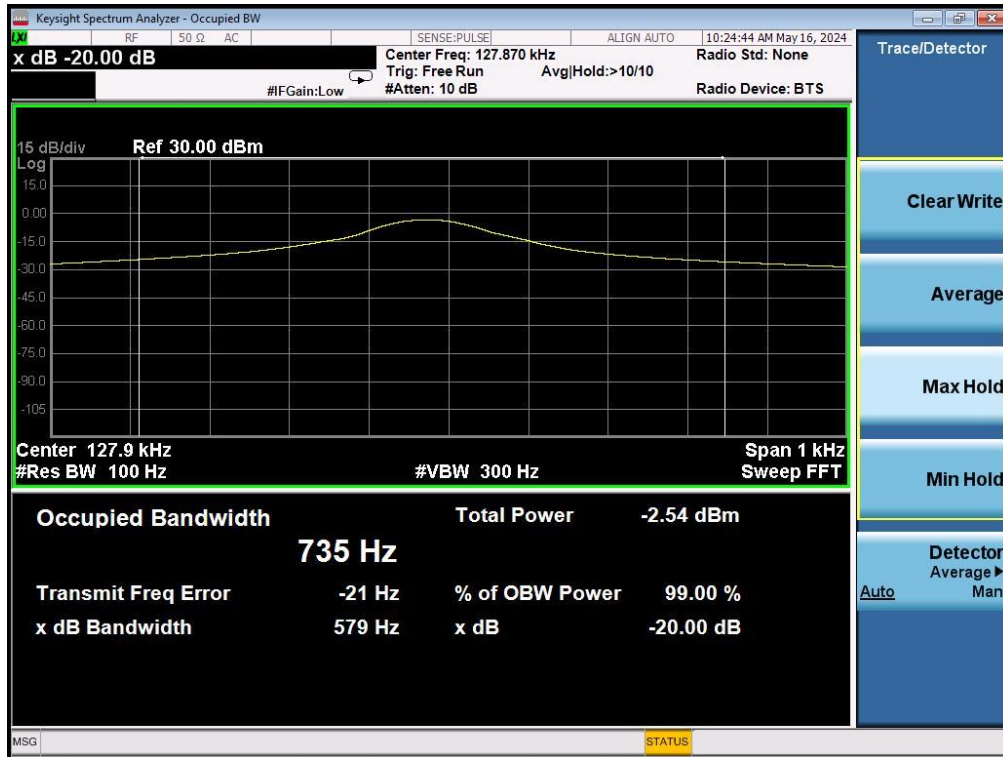 Keysight Spectrum Analyzer - Occupied BW
LXI RF 50 Ω AC SENSE:PULSE ALIGN AUTO 10:24:44 AM May 16, 2024
x dB -20.00 dB
Center Freq: 127.870 kHz Radio Std: None
Trig: Free Run Avg|Hold:>10/10
#IFGain:Low #Atten: 10 dB Radio Device: BTS
15 dB/div Ref 30.00 dBm
Log
15.0
0.00
-15.0
-30.0
-45.0
-60.0
-75.0
-90.0
-105
Center 127.9 kHz Span 1 kHz
#Res BW 100 Hz #VBW 300 Hz Sweep FFT
Occupied Bandwidth Total Power -2.54 dBm
735 Hz
Transmit Freq Error -21 Hz % of OBW Power 99.00 %
x dB Bandwidth 579 Hz x dB -20.00 dB
Trace/Detector
Clear Write
Average
Max Hold
Min Hold
Detector
Average
Auto Man
MSG STATUS